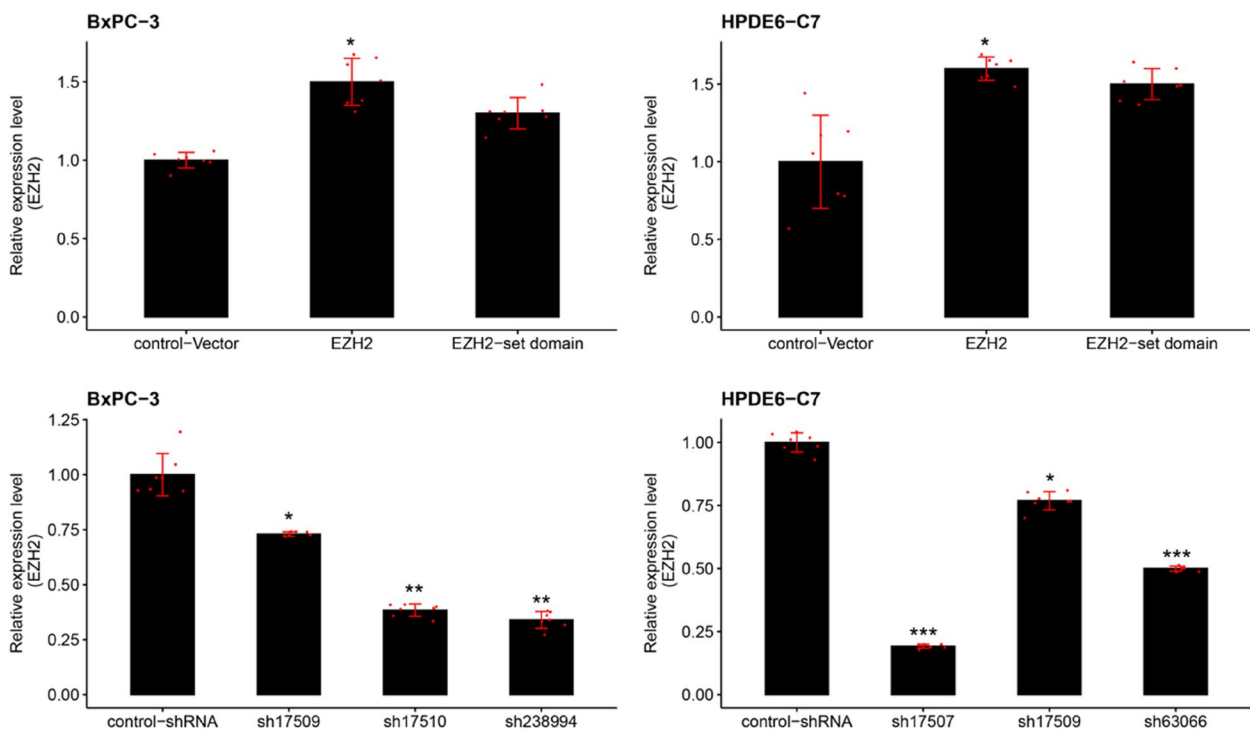 BxPC−3
Relative expression level
(EZH2)
1.5
1.0
0.5
0.0
*
control−Vector
EZH2
EZH2−set domain
HPDE6−C7
Relative expression level
(EZH2)
1.5
1.0
0.5
0.0
*
control−Vector
EZH2
EZH2−set domain
BxPC−3
Relative expression level
(EZH2)
1.25
1.00
0.75
0.50
0.25
0.00
*
**
**
control−shRNA
sh17509
sh17510
sh238994
HPDE6−C7
Relative expression level
(EZH2)
1.00
0.75
0.50
0.25
0.00
***
*
***
control−shRNA
sh17507
sh17509
sh63066